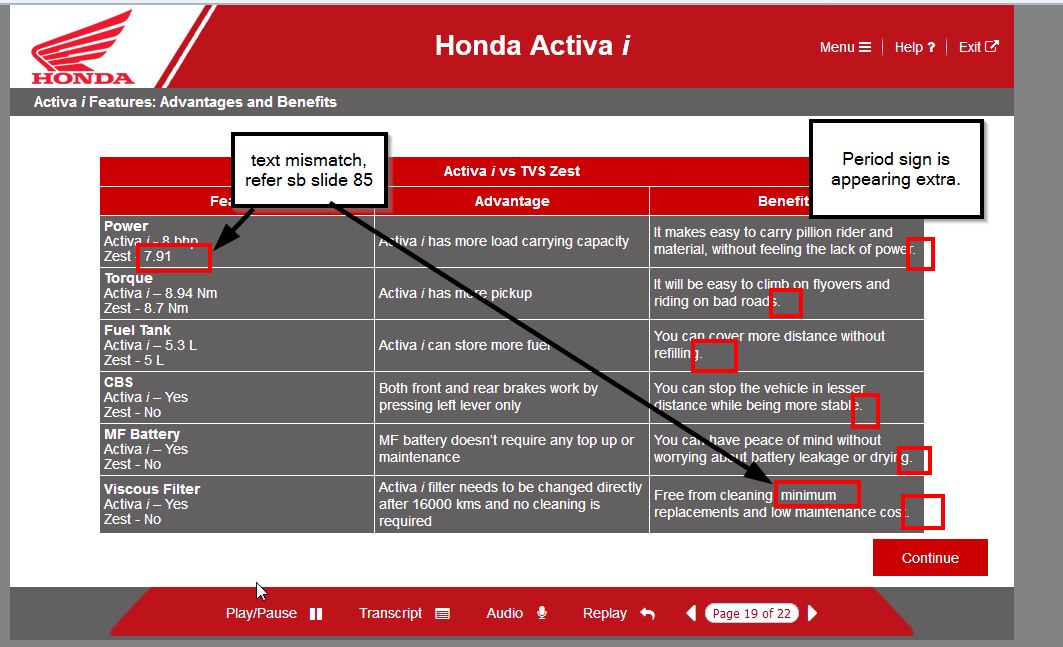 HONDA
Honda Activa i
Menu
Help ?
Exit
Activa i Features: Advantages and Benefits
text mismatch,
refer sb slide 85
Period sign is
appearing extra.
Activa i vs TVS Zest
Advantage
Benefit
Power
Activa i - 8 bhp
Zest - 7.91
Activa i has more load carrying capacity
It makes easy to carry pillion rider and
material, without feeling the lack of power.
Torque
Activa i – 8.94 Nm
Zest - 8.7 Nm
Activa i has more pickup
It will be easy to climb on flyovers and
riding on bad roads.
Fuel Tank
Activa i – 5.3 L
Zest - 5 L
Activa i can store more fuel
You can cover more distance without
refilling.
CBS
Activa i – Yes
Zest - No
Both front and rear brakes work by
pressing left lever only
You can stop the vehicle in lesser
distance while being more stable.
MF Battery
Activa i – Yes
Zest - No
MF battery doesn't require any top up or
maintenance
You can have peace of mind without
worrying about battery leakage or drying.
Viscous Filter
Activa i – Yes
Zest - No
Activa i filter needs to be changed directly
after 16000 kms and no cleaning is
required
Free from cleaning minimum
replacements and low maintenance cost.
Continue
Play/Pause
Transcript
Audio
Replay
Page 19 of 22